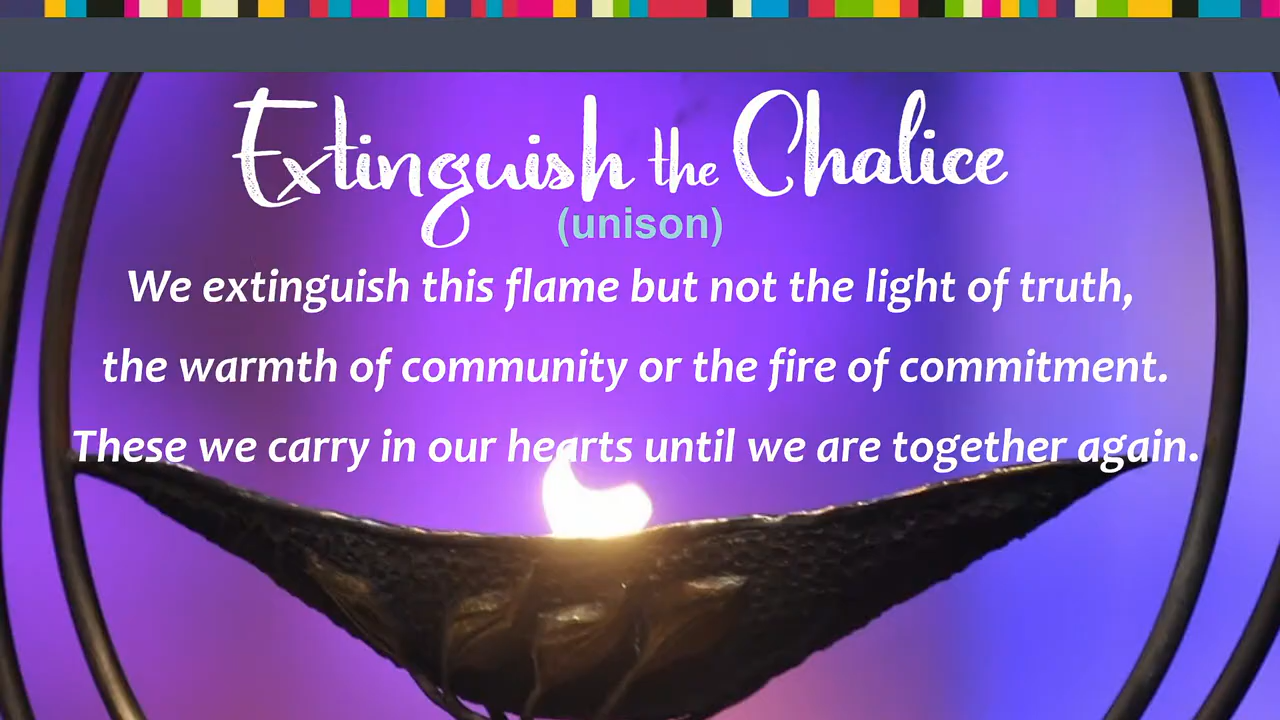 Extinguish the Chalice
(unison)
We extinguish this flame but not the light of truth,
the warmth of community or the fire of commitment.
These we carry in our hearts until we are together again.